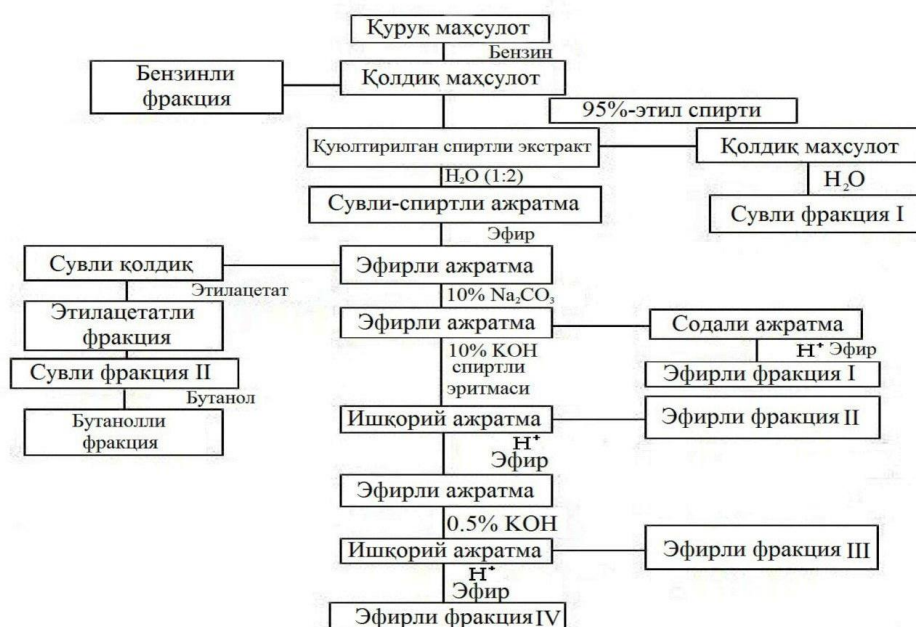 Қуруқ маҳсулот
Бензин
Бензинли
фракция
Қолдиқ маҳсулот
95%-этил спирти
Қуюлтирилган спиртли экстракт
Қолдиқ маҳсулот
H₂O (1:2)
H₂O
Сувли-спиртли ажратма
Сувли фракция I
Эфир
Сувли қолдиқ
Эфирли ажратма
Этилацетат
10% Na₂CO₃
Этилацетатли
фракция
Эфирли ажратма
Содали ажратма
H⁺ Эфир
Сувли фракция II
10% KOH
спиртли
эритмаси
Эфирли фракция I
Бутанол
Бутанолли
фракция
Ишқорий ажратма
Эфирли фракция II
H⁺
Эфир
Эфирли ажратма
0.5% KOH
Ишқорий ажратма
Эфирли фракция III
H⁺
Эфир
Эфирли фракция IV